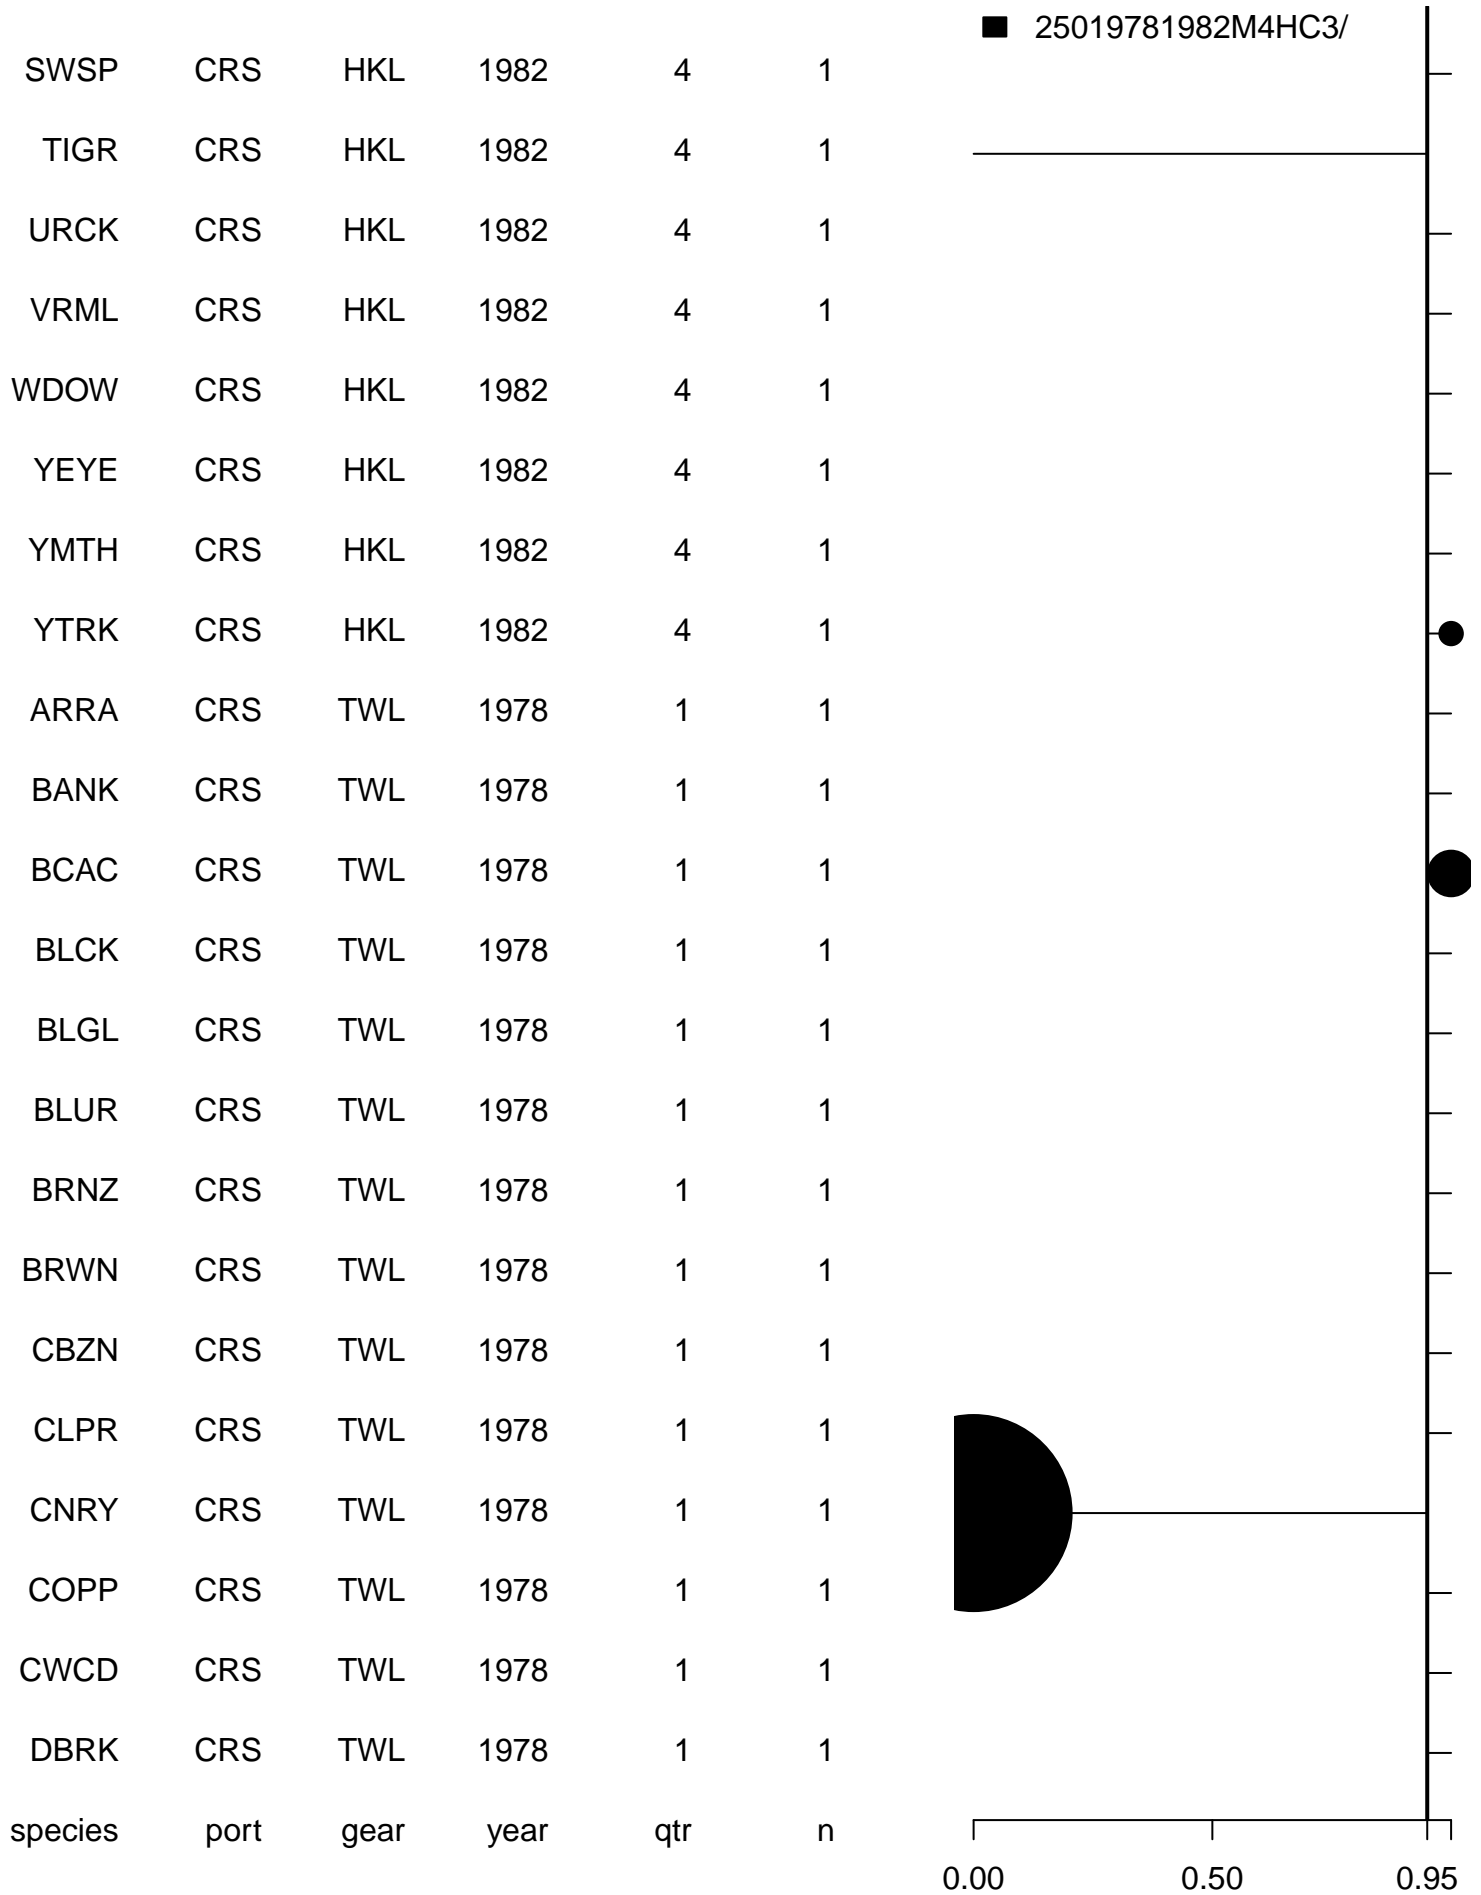 25019781982M4HC3/
SWSP CRS HKL 1982 4 1
TIGR CRS HKL 1982 4 1
URCK CRS HKL 1982 4 1
VRML CRS HKL 1982 4 1
WDOW CRS HKL 1982 4 1
YEYE CRS HKL 1982 4 1
YMTH CRS HKL 1982 4 1
YTRK CRS HKL 1982 4 1
ARRA CRS TWL 1978 1 1
BANK CRS TWL 1978 1 1
BCAC CRS TWL 1978 1 1
BLCK CRS TWL 1978 1 1
BLGL CRS TWL 1978 1 1
BLUR CRS TWL 1978 1 1
BRNZ CRS TWL 1978 1 1
BRWN CRS TWL 1978 1 1
CBZN CRS TWL 1978 1 1
CLPR CRS TWL 1978 1 1
CNRY CRS TWL 1978 1 1
COPP CRS TWL 1978 1 1
CWCD CRS TWL 1978 1 1
DBRK CRS TWL 1978 1 1
species port gear year qtr n
0.00 0.50 0.95